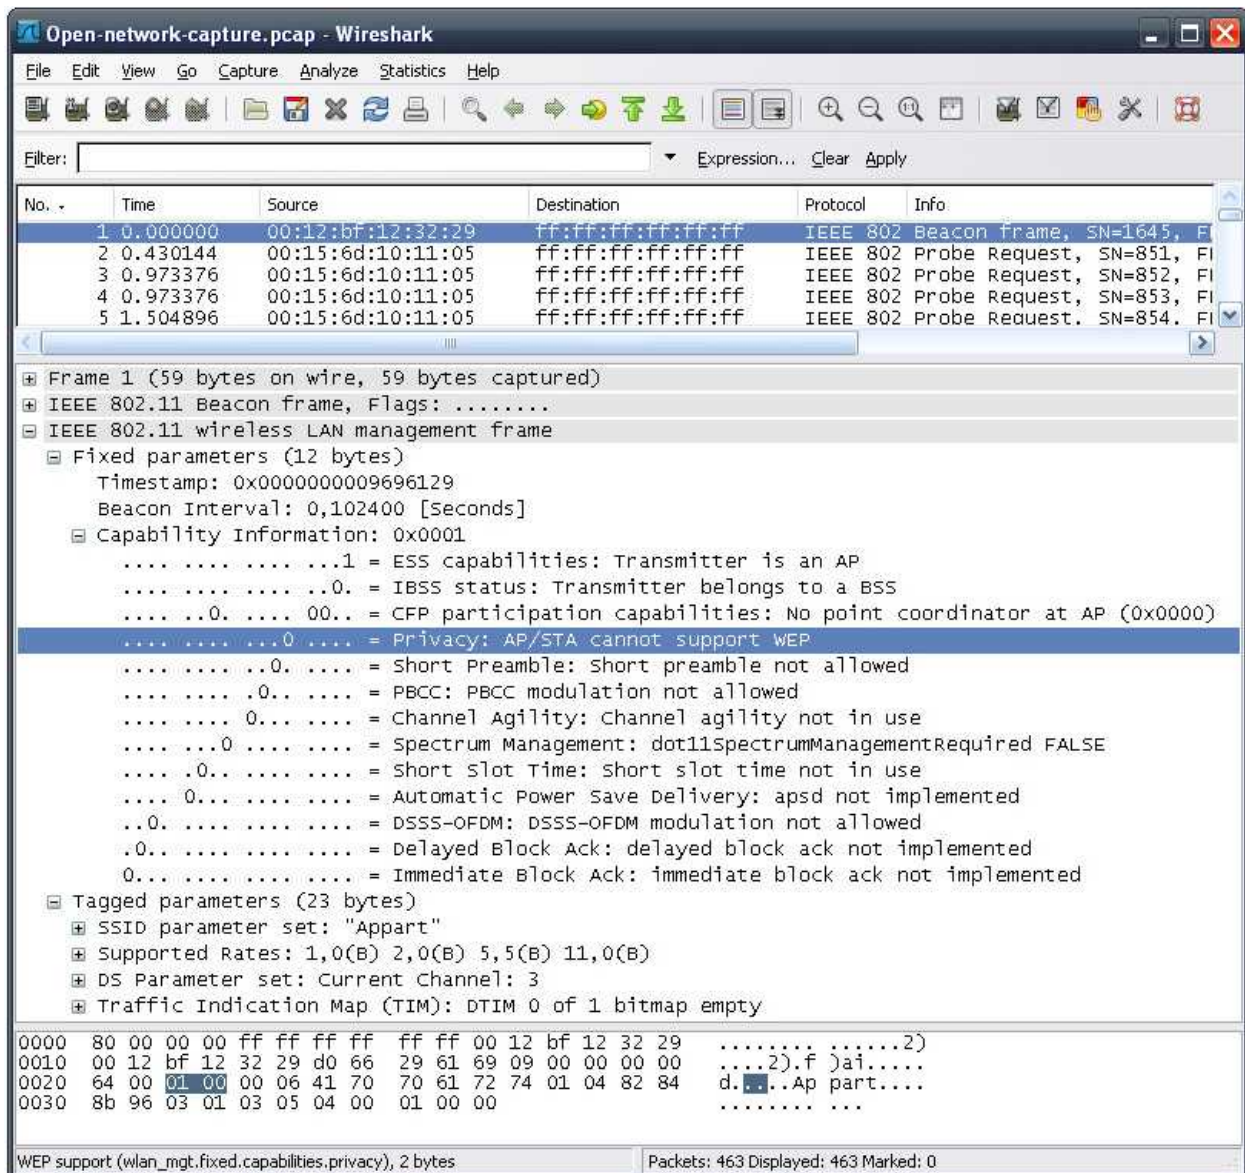 Open-network-capture.pcap - Wireshark
File Edit View Go Capture Analyze Statistics Help
Filter: Expression... Clear Apply
No. Time Source Destination Protocol Info
1 0.000000 00:12:bf:12:32:29 ff:ff:ff:ff:ff:ff IEEE 802 Beacon frame, SN=1645,
2 0.430144 00:15:6d:10:11:05 ff:ff:ff:ff:ff:ff IEEE 802 Probe Request, SN=851,
3 0.973376 00:15:6d:10:11:05 ff:ff:ff:ff:ff:ff IEEE 802 Probe Request, SN=852,
4 0.973376 00:15:6d:10:11:05 ff:ff:ff:ff:ff:ff IEEE 802 Probe Request, SN=853,
5 1.504896 00:15:6d:10:11:05 ff:ff:ff:ff:ff:ff IEEE 802 Probe Request. SN=854.
Frame 1 (59 bytes on wire, 59 bytes captured)
IEEE 802.11 Beacon frame, Flags: ........
IEEE 802.11 wireless LAN management frame
Fixed parameters (12 bytes)
Timestamp: 0x0000000009696129
Beacon Interval: 0,102400 [Seconds]
Capability Information: 0x0001
.... .... .... ...1 = ESS capabilities: Transmitter is an AP
.... .... .... ..0. = IBSS status: Transmitter belongs to a BSS
.... ..0. .... 00.. = CFP participation capabilities: No point coordinator at AP (0x0000)
.... .... ...0 .... = Privacy: AP/STA cannot support WEP
.... .... ..0. .... = Short Preamble: Short preamble not allowed
.... .... .0.. .... = PBCC: PBCC modulation not allowed
.... .... 0... .... = Channel Agility: Channel agility not in use
.... ...0 .... .... = Spectrum Management: dot11SpectrumManagementRequired FALSE
.... .0.. .... .... = Short Slot Time: Short slot time not in use
.... 0... .... .... = Automatic Power Save Delivery: apsd not implemented
..0. .... .... .... = DSSS-OFDM: DSSS-OFDM modulation not allowed
.0.. .... .... .... = Delayed Block Ack: delayed block ack not implemented
0... .... .... .... = Immediate Block Ack: immediate block ack not implemented
Tagged parameters (23 bytes)
SSID parameter set: "Appart"
Supported Rates: 1,0(B) 2,0(B) 5,5(B) 11,0(B)
DS Parameter set: Current Channel: 3
Traffic Indication Map (TIM): DTIM 0 of 1 bitmap empty
0000 80 00 00 00 ff ff ff ff ff ff 00 12 bf 12 32 29 ........ ......2)
0010 00 12 bf 12 32 29 d0 66 29 61 69 09 00 00 00 00 ....2).f )ai.....
0020 64 00 01 00 00 06 41 70 70 61 72 74 01 04 82 84 d.....Ap part....
0030 8b 96 03 01 03 05 04 00 01 00 00 ........ ...
WEP support (wlan_mgt.fixed.capabilities.privacy), 2 bytes Packets: 463 Displayed: 463 Marked: 0